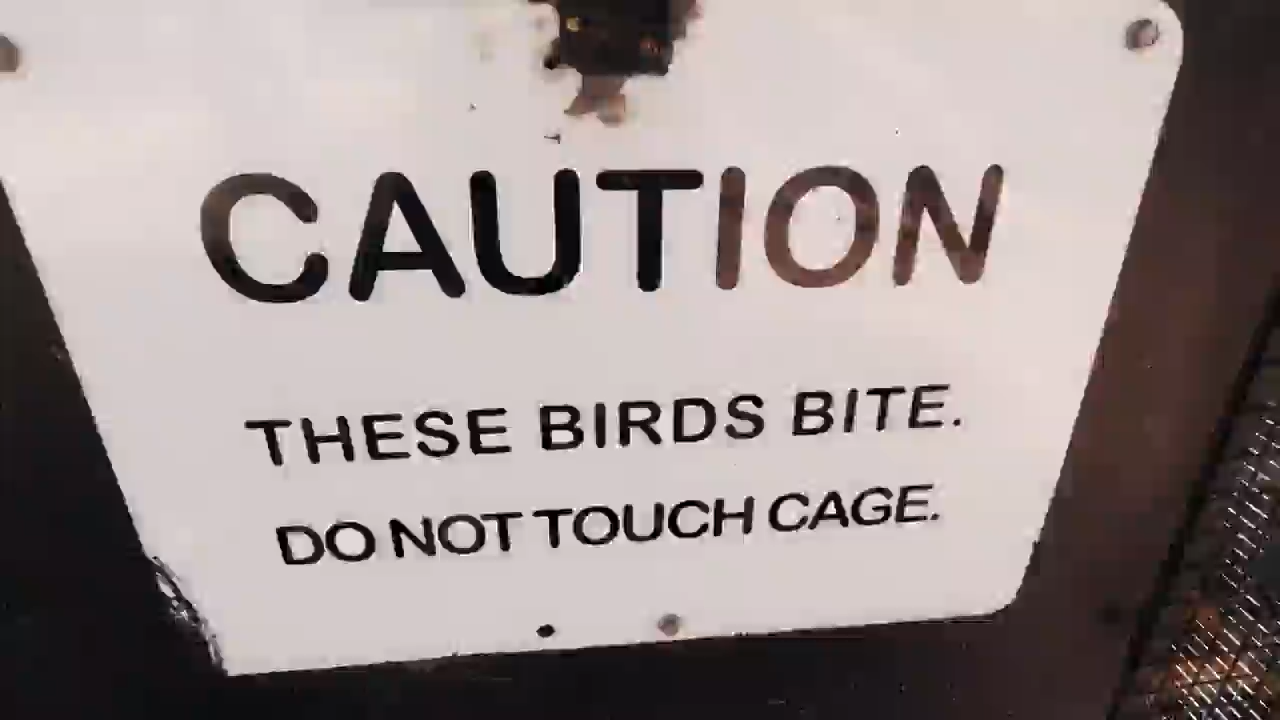 CAUTION
THESE BIRDS BITE.
DO NOT TOUCH CAGE.